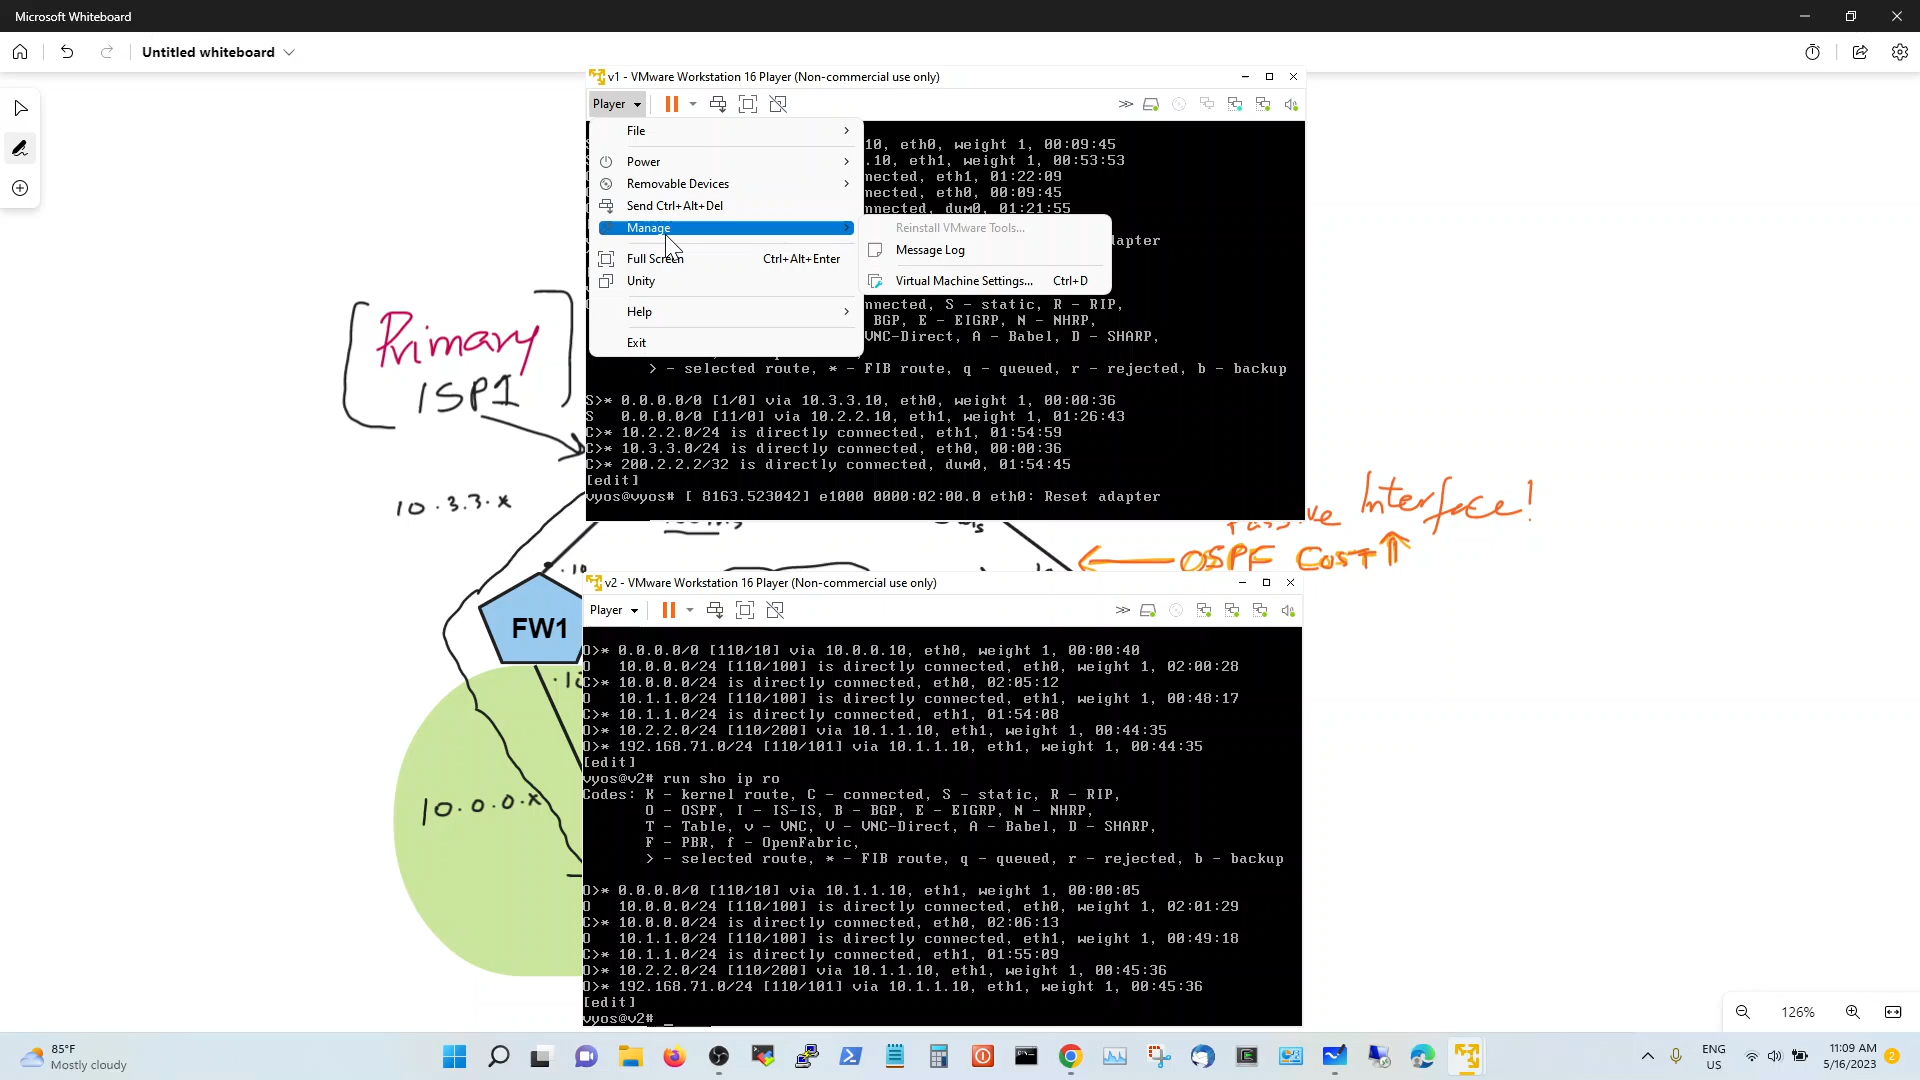 Microsoft Whiteboard
Untitled whiteboard
v1 - VMware Workstation 16 Player (Non-commercial use only)
Player
File
Power
Removable Devices
Send Ctrl+Alt+Del
Manage
Full Screen Ctrl+Alt+Enter
Unity
Help
Exit
Reinstall VMware Tools...
Message Log
Virtual Machine Settings... Ctrl+D
10, eth0, weight 1, 00:09:45
.10, eth1, weight 1, 00:53:53
nected, eth1, 01:22:09
nected, eth0, 00:09:45
nnected, dum0, 01:21:55
dapter
nnected, S - static, R - RIP,
BGP, E - EIGRP, N - NHRP,
VNC-Direct, A - Babel, D - SHARP,
> - selected route, * - FIB route, q - queued, r - rejected, b - backup
S>* 0.0.0.0/0 [1/0] via 10.3.3.10, eth0, weight 1, 00:00:36
S 0.0.0.0/0 [11/0] via 10.2.2.10, eth1, weight 1, 01:26:43
C>* 10.2.2.0/24 is directly connected, eth1, 01:54:59
C>* 10.3.3.0/24 is directly connected, eth0, 00:00:36
C>* 200.2.2.2/32 is directly connected, dum0, 01:54:45
[edit]
vyos@vyos# [ 8163.523042] e1000 0000:02:00.0 eth0: Reset adapter
Primary
ISP1
10.3.3.x
Interface!
OSPF Cost
FW1
10.0.0.x
v2 - VMware Workstation 16 Player (Non-commercial use only)
Player
O>* 0.0.0.0/0 [110/10] via 10.0.0.10, eth0, weight 1, 00:00:40
O 10.0.0.0/24 [110/100] is directly connected, eth0, weight 1, 02:00:28
C>* 10.0.0.0/24 is directly connected, eth0, 02:05:12
O 10.1.1.0/24 [110/100] is directly connected, eth1, weight 1, 00:48:17
C>* 10.1.1.0/24 is directly connected, eth1, 01:54:08
O>* 10.2.2.0/24 [110/200] via 10.1.1.10, eth1, weight 1, 00:44:35
O>* 192.168.71.0/24 [110/101] via 10.1.1.10, eth1, weight 1, 00:44:35
[edit]
vyos@v2# run sho ip ro
Codes: K - kernel route, C - connected, S - static, R - RIP,
O - OSPF, I - IS-IS, B - BGP, E - EIGRP, N - NHRP,
T - Table, v - VNC, V - VNC-Direct, A - Babel, D - SHARP,
F - PBR, f - OpenFabric,
> - selected route, * - FIB route, q - queued, r - rejected, b - backup
O>* 0.0.0.0/0 [110/10] via 10.1.1.10, eth1, weight 1, 00:00:05
O 10.0.0.0/24 [110/100] is directly connected, eth0, weight 1, 02:01:29
C>* 10.0.0.0/24 is directly connected, eth0, 02:06:13
O 10.1.1.0/24 [110/100] is directly connected, eth1, weight 1, 00:49:18
C>* 10.1.1.0/24 is directly connected, eth1, 01:55:09
O>* 10.2.2.0/24 [110/200] via 10.1.1.10, eth1, weight 1, 00:45:36
O>* 192.168.71.0/24 [110/101] via 10.1.1.10, eth1, weight 1, 00:45:36
[edit]
vyos@v2# _
126%
85°F
Mostly cloudy
ENG
US
11:09 AM
5/16/2023
2